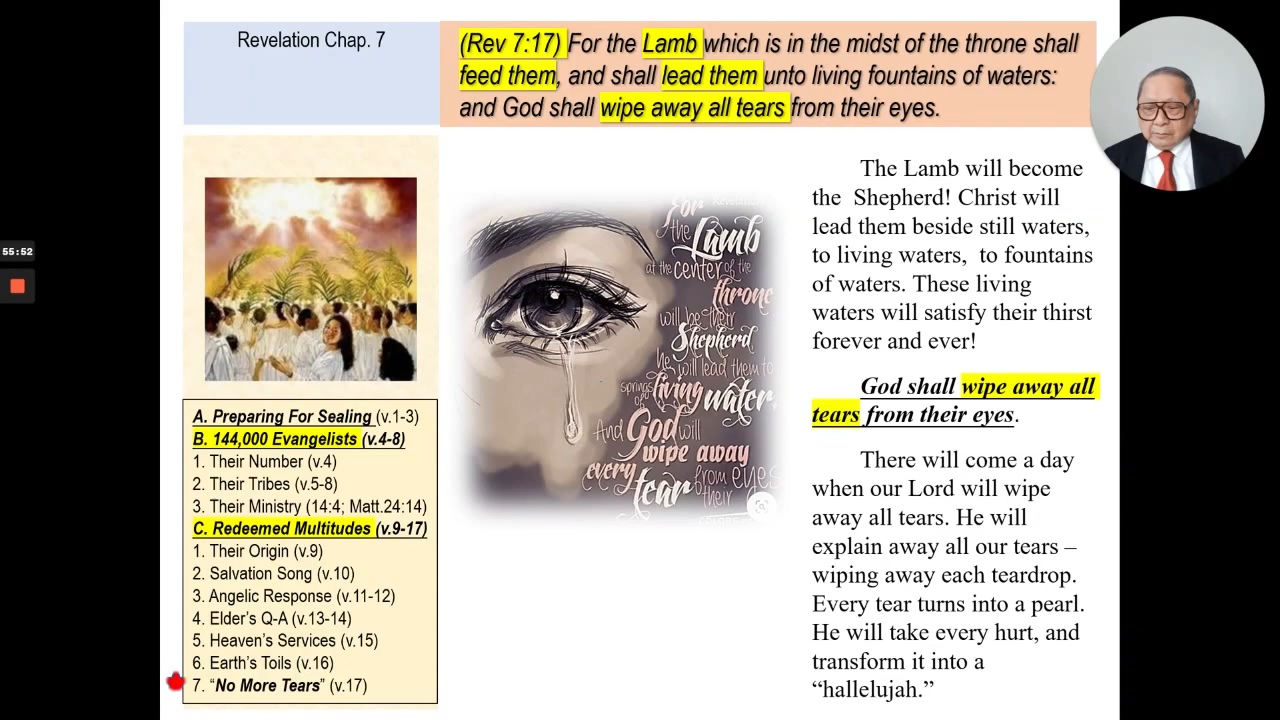 Revelation Chap. 7
(Rev 7:17) For the Lamb which is in the midst of the throne shall
feed them, and shall lead them unto living fountains of waters:
and God shall wipe away all tears from their eyes.
55:52
A. Preparing For Sealing (v.1-3)
B. 144,000 Evangelists (v.4-8)
1. Their Number (v.4)
2. Their Tribes (v.5-8)
3. Their Ministry (14:4; Matt.24:14)
C. Redeemed Multitudes (v.9-17)
1. Their Origin (v.9)
2. Salvation Song (v.10)
3. Angelic Response (v.11-12)
4. Elder’s Q-A (v.13-14)
5. Heaven’s Services (v.15)
6. Earth’s Toils (v.16)
7. “No More Tears” (v.17)
For
the Lamb
at the center of the
throne
will be their
Shepherd
he will lead them to
springs of living water
And God will
wipe away
every tear from their eyes
The Lamb will become
the Shepherd! Christ will
lead them beside still waters,
to living waters, to fountains
of waters. These living
waters will satisfy their thirst
forever and ever!
God shall wipe away all
tears from their eyes.
There will come a day
when our Lord will wipe
away all tears. He will
explain away all our tears –
wiping away each teardrop.
Every tear turns into a pearl.
He will take every hurt, and
transform it into a
“hallelujah.”